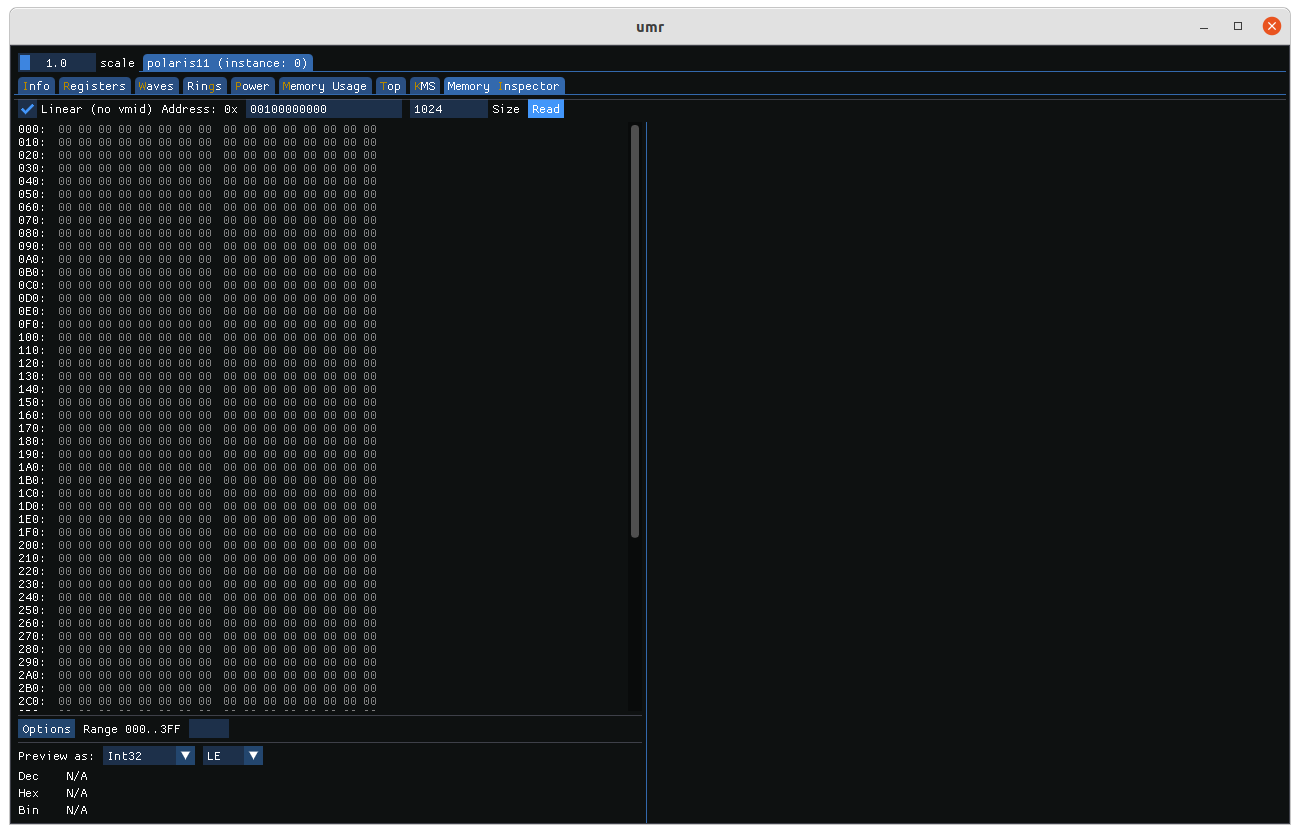 umr
1.0 scale polaris11 (instance: 0)
Info Registers Waves Rings Power Memory Usage Top KMS Memory Inspector
Linear (no vmid) Address: 0x 00100000000 1024 Size Read
000: 00 00 00 00 00 00 00 00 00 00 00 00 00 00 00 00
010: 00 00 00 00 00 00 00 00 00 00 00 00 00 00 00 00
020: 00 00 00 00 00 00 00 00 00 00 00 00 00 00 00 00
030: 00 00 00 00 00 00 00 00 00 00 00 00 00 00 00 00
040: 00 00 00 00 00 00 00 00 00 00 00 00 00 00 00 00
050: 00 00 00 00 00 00 00 00 00 00 00 00 00 00 00 00
060: 00 00 00 00 00 00 00 00 00 00 00 00 00 00 00 00
070: 00 00 00 00 00 00 00 00 00 00 00 00 00 00 00 00
080: 00 00 00 00 00 00 00 00 00 00 00 00 00 00 00 00
090: 00 00 00 00 00 00 00 00 00 00 00 00 00 00 00 00
0A0: 00 00 00 00 00 00 00 00 00 00 00 00 00 00 00 00
0B0: 00 00 00 00 00 00 00 00 00 00 00 00 00 00 00 00
0C0: 00 00 00 00 00 00 00 00 00 00 00 00 00 00 00 00
0D0: 00 00 00 00 00 00 00 00 00 00 00 00 00 00 00 00
0E0: 00 00 00 00 00 00 00 00 00 00 00 00 00 00 00 00
0F0: 00 00 00 00 00 00 00 00 00 00 00 00 00 00 00 00
100: 00 00 00 00 00 00 00 00 00 00 00 00 00 00 00 00
110: 00 00 00 00 00 00 00 00 00 00 00 00 00 00 00 00
120: 00 00 00 00 00 00 00 00 00 00 00 00 00 00 00 00
130: 00 00 00 00 00 00 00 00 00 00 00 00 00 00 00 00
140: 00 00 00 00 00 00 00 00 00 00 00 00 00 00 00 00
150: 00 00 00 00 00 00 00 00 00 00 00 00 00 00 00 00
160: 00 00 00 00 00 00 00 00 00 00 00 00 00 00 00 00
170: 00 00 00 00 00 00 00 00 00 00 00 00 00 00 00 00
180: 00 00 00 00 00 00 00 00 00 00 00 00 00 00 00 00
190: 00 00 00 00 00 00 00 00 00 00 00 00 00 00 00 00
1A0: 00 00 00 00 00 00 00 00 00 00 00 00 00 00 00 00
1B0: 00 00 00 00 00 00 00 00 00 00 00 00 00 00 00 00
1C0: 00 00 00 00 00 00 00 00 00 00 00 00 00 00 00 00
1D0: 00 00 00 00 00 00 00 00 00 00 00 00 00 00 00 00
1E0: 00 00 00 00 00 00 00 00 00 00 00 00 00 00 00 00
1F0: 00 00 00 00 00 00 00 00 00 00 00 00 00 00 00 00
200: 00 00 00 00 00 00 00 00 00 00 00 00 00 00 00 00
210: 00 00 00 00 00 00 00 00 00 00 00 00 00 00 00 00
220: 00 00 00 00 00 00 00 00 00 00 00 00 00 00 00 00
230: 00 00 00 00 00 00 00 00 00 00 00 00 00 00 00 00
240: 00 00 00 00 00 00 00 00 00 00 00 00 00 00 00 00
250: 00 00 00 00 00 00 00 00 00 00 00 00 00 00 00 00
260: 00 00 00 00 00 00 00 00 00 00 00 00 00 00 00 00
270: 00 00 00 00 00 00 00 00 00 00 00 00 00 00 00 00
280: 00 00 00 00 00 00 00 00 00 00 00 00 00 00 00 00
290: 00 00 00 00 00 00 00 00 00 00 00 00 00 00 00 00
2A0: 00 00 00 00 00 00 00 00 00 00 00 00 00 00 00 00
2B0: 00 00 00 00 00 00 00 00 00 00 00 00 00 00 00 00
2C0: 00 00 00 00 00 00 00 00 00 00 00 00 00 00 00 00
Options Range 000..3FF
Preview as: Int32 LE
Dec N/A
Hex N/A
Bin N/A